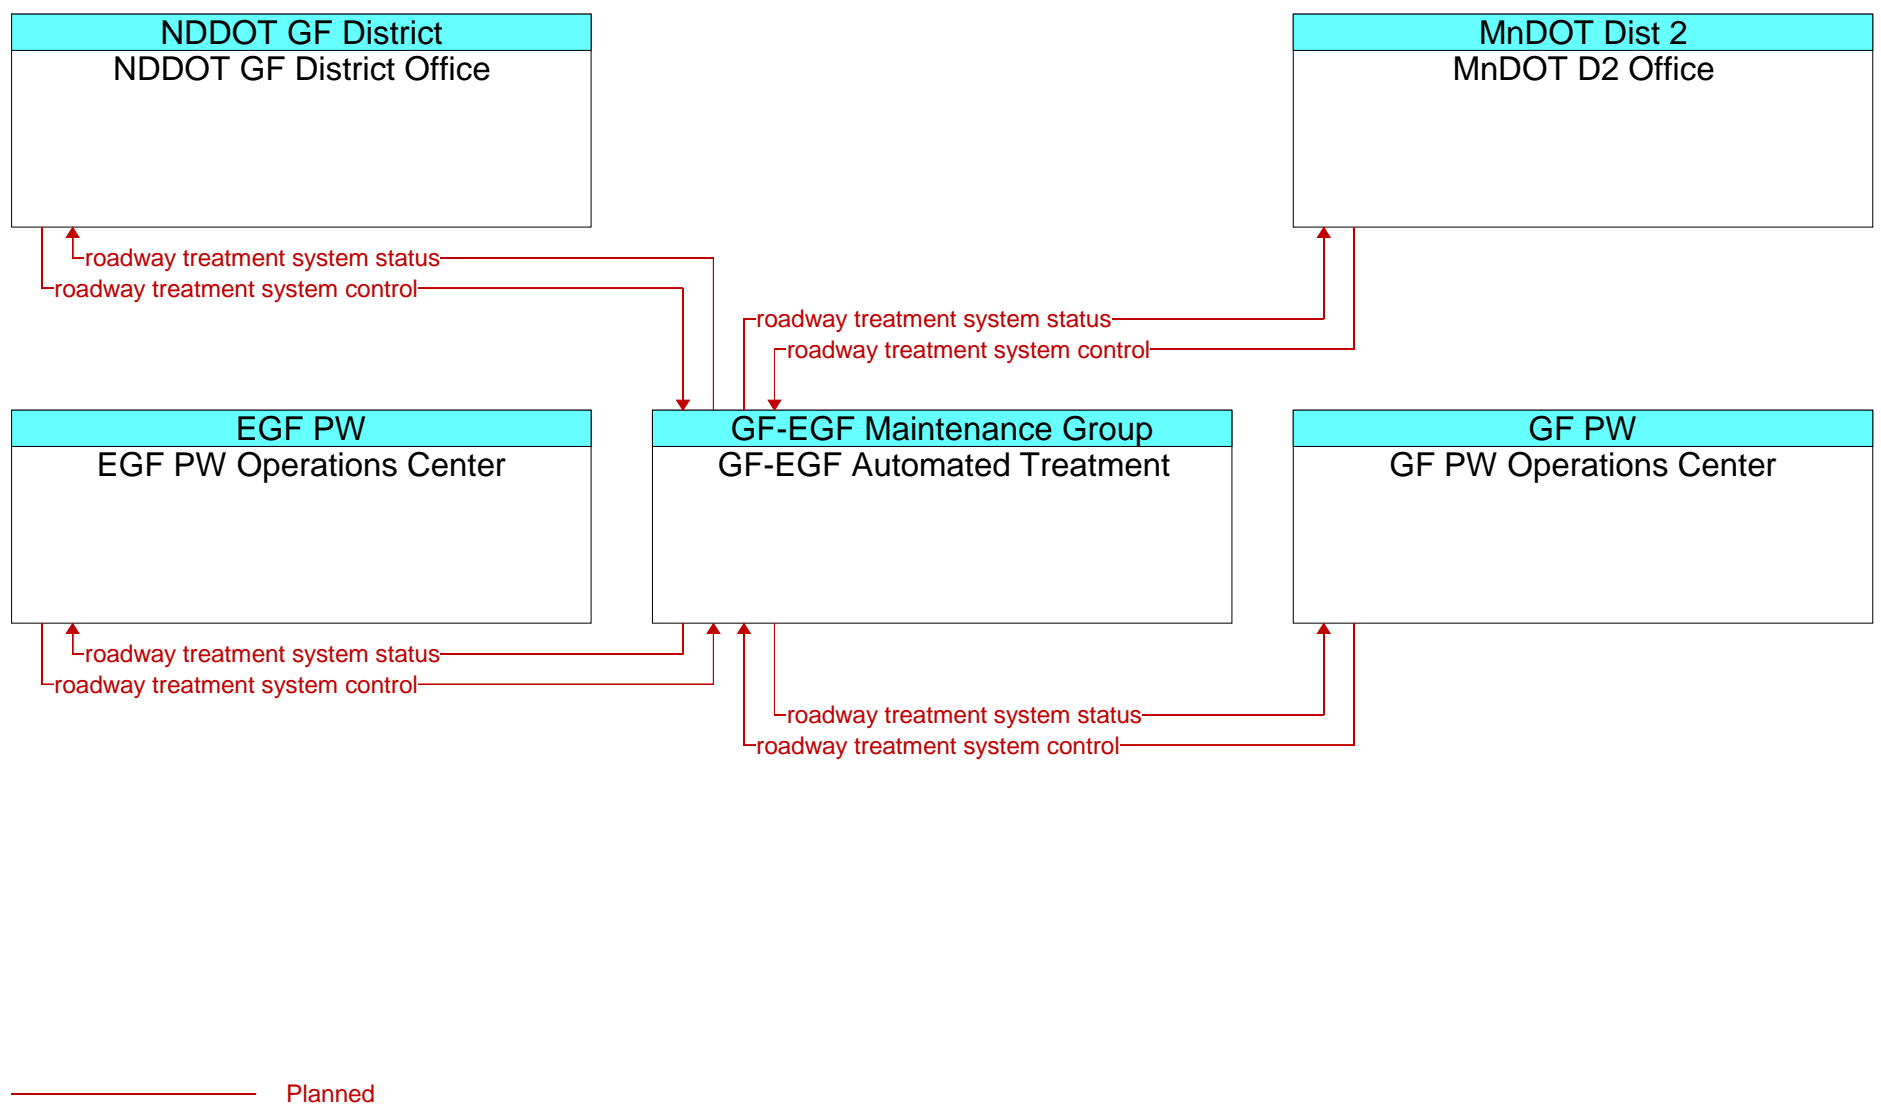 NDDOT GF District
NDDOT GF District Office
MnDOT Dist 2
MnDOT D2 Office
roadway treatment system status
roadway treatment system control
roadway treatment system status
roadway treatment system control
EGF PW
EGF PW Operations Center
GF-EGF Maintenance Group
GF-EGF Automated Treatment
GF PW
GF PW Operations Center
roadway treatment system status
roadway treatment system control
roadway treatment system status
roadway treatment system control
Planned